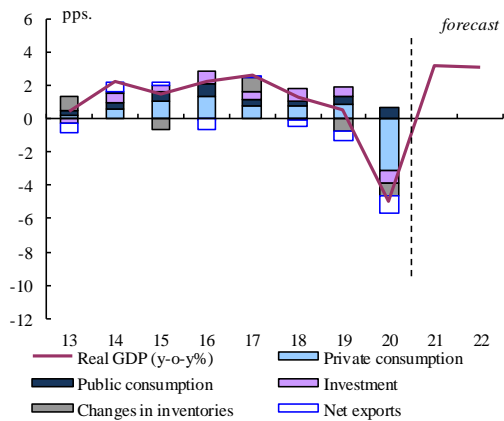 pps.
forecast
6
4
2
0
-2
-4
-6
-8
-10
-12
13 14 15 16 17 18 19 20 21 22
Real GDP (y-o-y%) Private consumption
Public consumption Investment
Changes in inventories Net exports